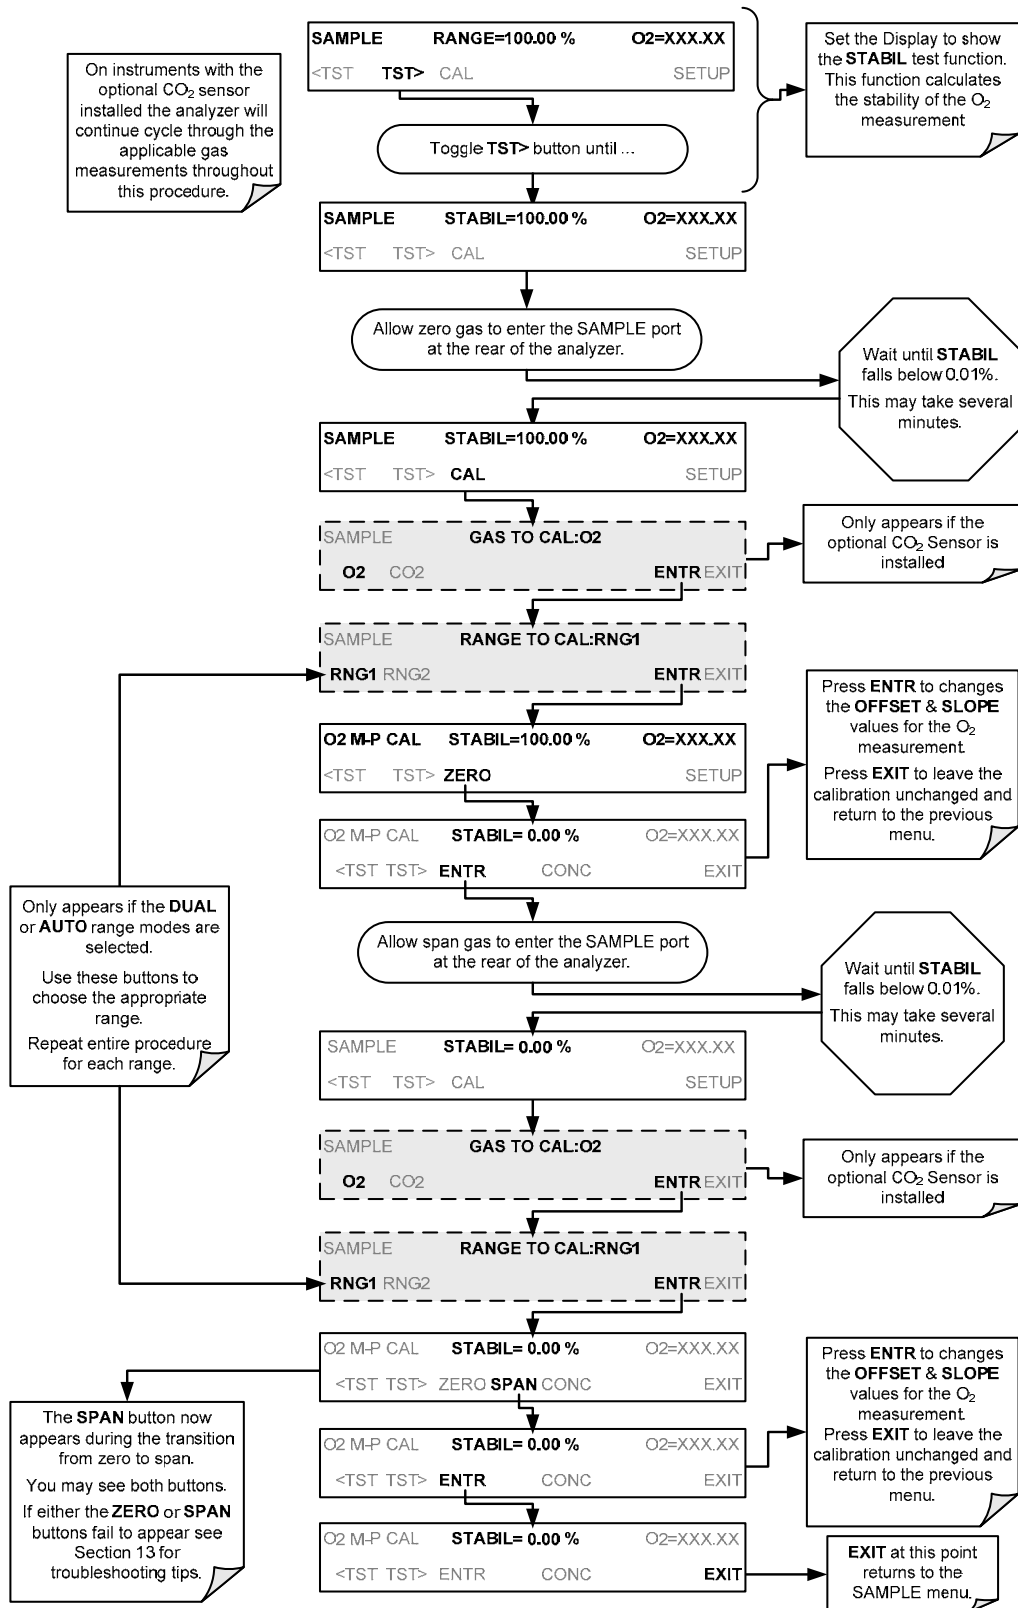 SAMPLE RANGE=100.00 % O2=XXX.XX
<TST TST> CAL SETUP
Set the Display to show
the STABIL test function.
This function calculates
the stability of the O2
measurement
On instruments with the
optional CO2 sensor
installed the analyzer will
continue cycle through the
applicable gas
measurements throughout
this procedure.
Toggle TST> button until ...
SAMPLE STABIL=100.00 % O2=XXX.XX
<TST TST> CAL SETUP
Allow zero gas to enter the SAMPLE port
at the rear of the analyzer.
Wait until STABIL
falls below 0.01%.
This may take several
minutes.
SAMPLE STABIL=100.00 % O2=XXX.XX
<TST TST> CAL SETUP
SAMPLE GAS TO CAL:O2
O2 CO2 ENTR EXIT
Only appears if the
optional CO2 Sensor is
installed
SAMPLE RANGE TO CAL:RNG1
RNG1 RNG2 ENTR EXIT
O2 M-P CAL STABIL=100.00 % O2=XXX.XX
<TST TST> ZERO SETUP
Press ENTR to changes
the OFFSET & SLOPE
values for the O2
measurement.
Press EXIT to leave the
calibration unchanged and
return to the previous
menu.
O2 M-P CAL STABIL= 0.00 % O2=XXX.XX
<TST TST> ENTR CONC EXIT
Only appears if the DUAL
or AUTO range modes are
selected.
Use these buttons to
choose the appropriate
range.
Repeat entire procedure
for each range.
Allow span gas to enter the SAMPLE port
at the rear of the analyzer.
Wait until STABIL
falls below 0.01%.
This may take several
minutes.
SAMPLE STABIL= 0.00 % O2=XXX.XX
<TST TST> CAL SETUP
SAMPLE GAS TO CAL:O2
O2 CO2 ENTR EXIT
Only appears if the
optional CO2 Sensor is
installed
SAMPLE RANGE TO CAL:RNG1
RNG1 RNG2 ENTR EXIT
O2 M-P CAL STABIL= 0.00 % O2=XXX.XX
<TST TST> ZERO SPAN CONC EXIT
The SPAN button now
appears during the transition
from zero to span.
You may see both buttons.
If either the ZERO or SPAN
buttons fail to appear see
Section 13 for
troubleshooting tips.
O2 M-P CAL STABIL= 0.00 % O2=XXX.XX
<TST TST> ENTR CONC EXIT
Press ENTR to changes
the OFFSET & SLOPE
values for the O2
measurement.
Press EXIT to leave the
calibration unchanged and
return to the previous
menu.
O2 M-P CAL STABIL= 0.00 % O2=XXX.XX
<TST TST> ENTR CONC EXIT
EXIT at this point
returns to the
SAMPLE menu.